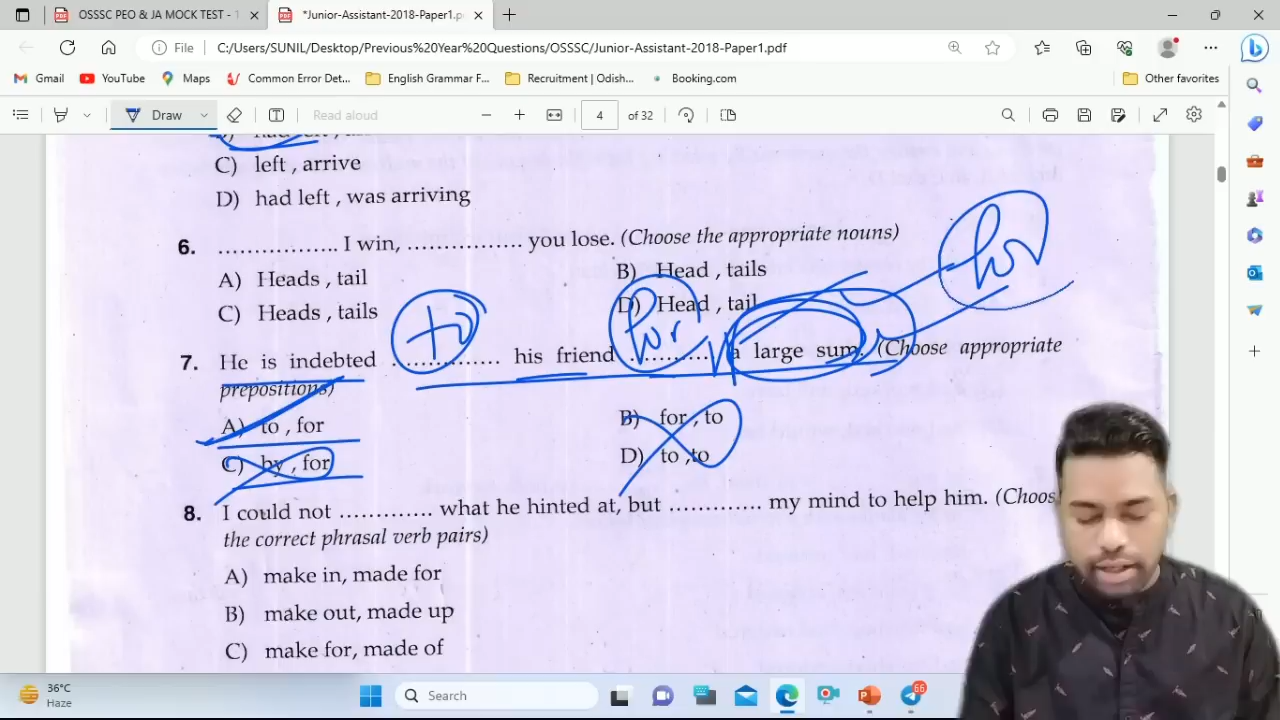 OSSSC PEO & JA MOCK TEST - 1
*Junior-Assistant-2018-Paper1.p
File C:/Users/SUNIL/Desktop/Previous%20Year%20Questions/OSSSC/Junior-Assistant-2018-Paper1.pdf
Gmail YouTube Maps Common Error Det... English Grammar F... Recruitment | Odish... Booking.com Other favorites
Draw Read aloud 4 of 32
C) left , arrive
D) had left , was arriving
6. .................. I win, ................. you lose. (Choose the appropriate nouns)
A) Heads , tail B) Head , tails
C) Heads , tails D) Head , tail
for
to
for
7. He is indebted ................ his friend ............ a large sum. (Choose appropriate
prepositions)
A) to , for B) for , to
C) by , for D) to , to
8. I could not .............. what he hinted at, but .............. my mind to help him. (Choos
the correct phrasal verb pairs)
A) make in, made for
B) make out, made up
C) make for, made of
36°C
Haze
Search
66